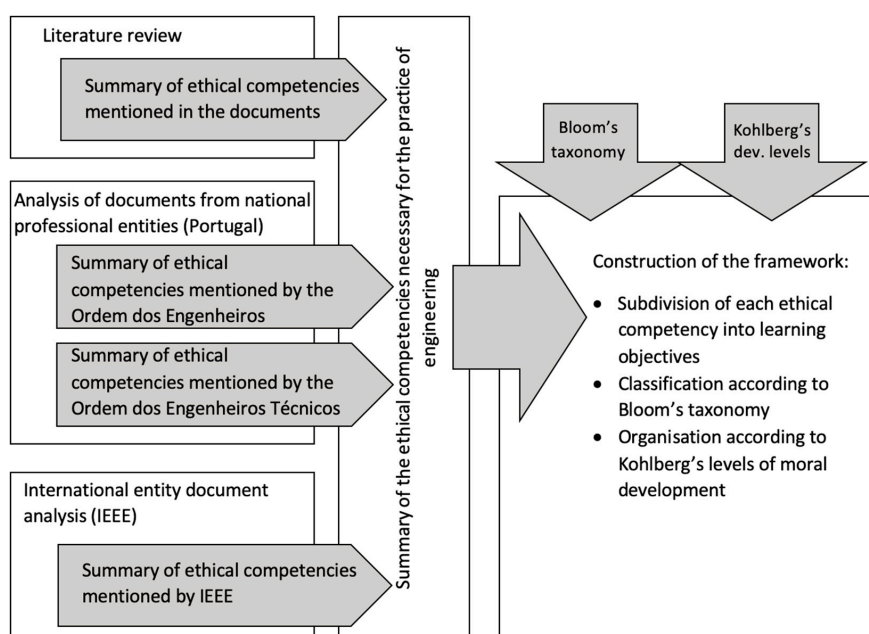 Literature review
Summary of ethical competencies
mentioned in the documents
Analysis of documents from national
professional entities (Portugal)
Summary of ethical
competencies mentioned by the
Ordem dos Engenheiros
Summary of ethical
competencies mentioned by the
Ordem dos Engenheiros Técnicos
International entity document
analysis (IEEE)
Summary of ethical competencies
mentioned by IEEE
Summary of the ethical competencies necessary for the practice of
engineering
Bloom’s
taxonomy
Kohlberg’s
dev. levels
Construction of the framework:
• Subdivision of each ethical
competency into learning
objectives
• Classification according to
Bloom’s taxonomy
• Organisation according to
Kohlberg’s levels of moral
development